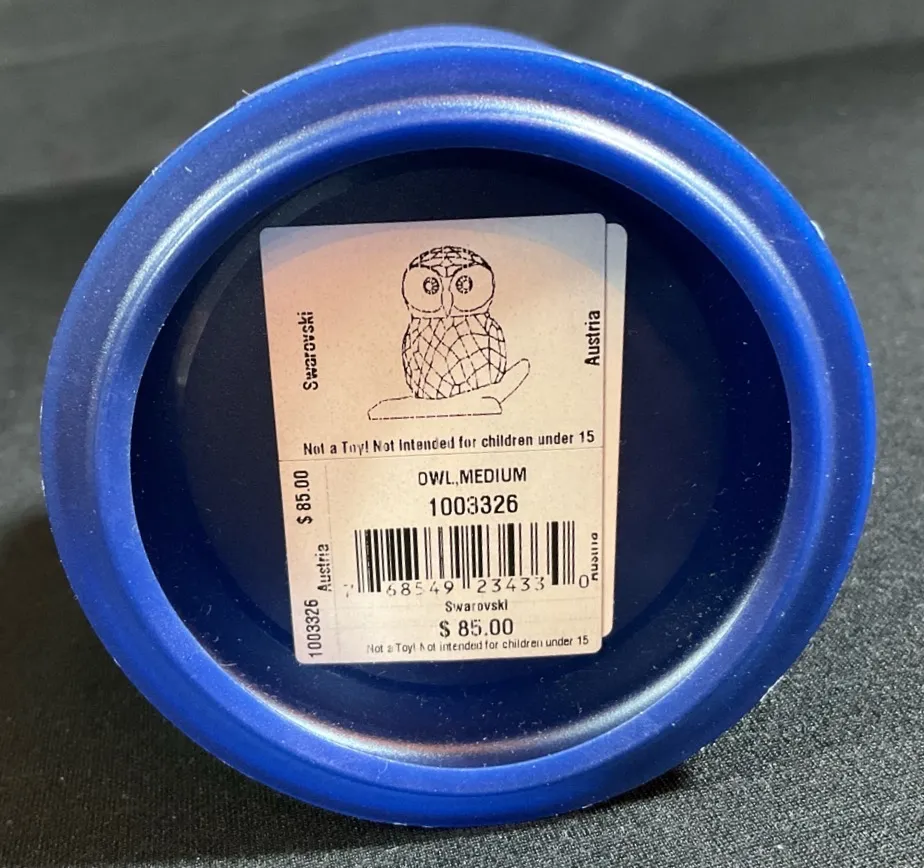 Swarovski
Austria
Not a Toy! Not Intended for children under 15
$ 85.00
Austria
1003326
OWL,MEDIUM
1003326
7 68549 23433 0
Austria
Swarovski
$ 85.00
Not a Toy! Not intended for children under 15